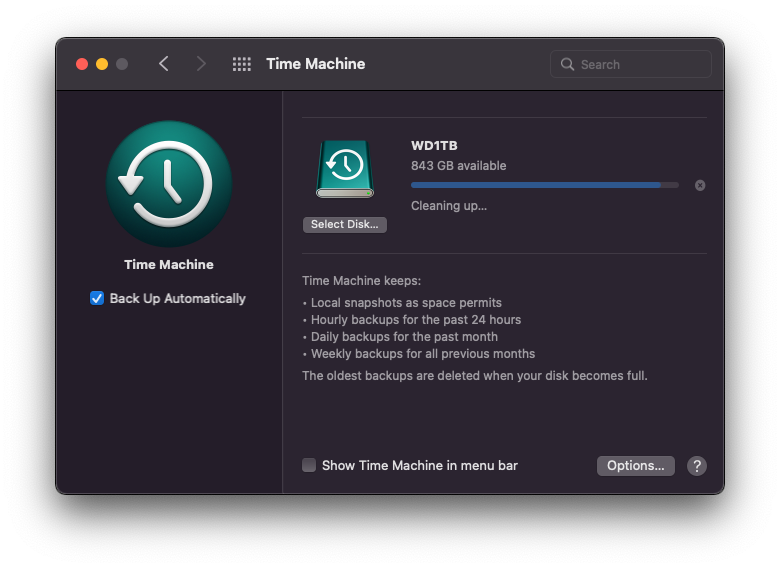 Time Machine
Search
Time Machine
Back Up Automatically
WD1TB
843 GB available
Cleaning up...
Select Disk...
Time Machine keeps:
• Local snapshots as space permits
• Hourly backups for the past 24 hours
• Daily backups for the past month
• Weekly backups for all previous months
The oldest backups are deleted when your disk becomes full.
Show Time Machine in menu bar
Options...
?